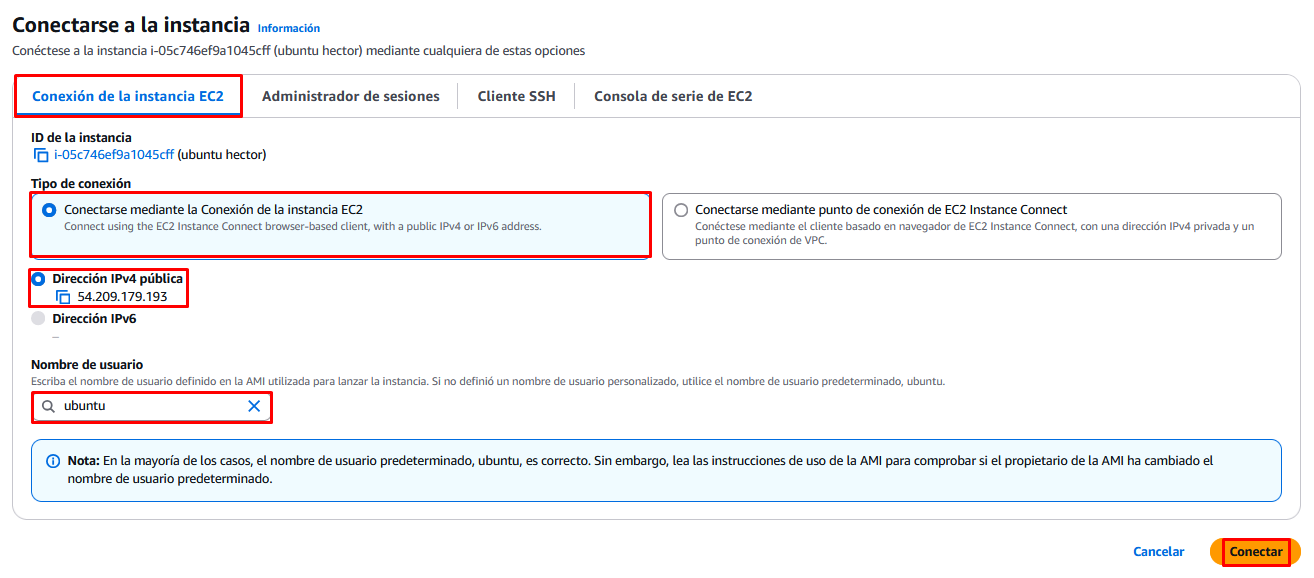 Conectarse a la instancia Información
Conéctese a la instancia i-05c746ef9a1045cff (ubuntu hector) mediante cualquiera de estas opciones
Conexión de la instancia EC2 Administrador de sesiones Cliente SSH Consola de serie de EC2
ID de la instancia
i-05c746ef9a1045cff (ubuntu hector)
Tipo de conexión
Conectarse mediante la Conexión de la instancia EC2
Connect using the EC2 Instance Connect browser-based client, with a public IPv4 or IPv6 address.
Conectarse mediante punto de conexión de EC2 Instance Connect
Conéctese mediante el cliente basado en navegador de EC2 Instance Connect, con una dirección IPv4 privada y un
punto de conexión de VPC.
Dirección IPv4 pública
54.209.179.193
Dirección IPv6
–
Nombre de usuario
Escriba el nombre de usuario definido en la AMI utilizada para lanzar la instancia. Si no definió un nombre de usuario personalizado, utilice el nombre de usuario predeterminado, ubuntu.
ubuntu
Nota: En la mayoría de los casos, el nombre de usuario predeterminado, ubuntu, es correcto. Sin embargo, lea las instrucciones de uso de la AMI para comprobar si el propietario de la AMI ha cambiado el
nombre de usuario predeterminado.
Cancelar Conectar